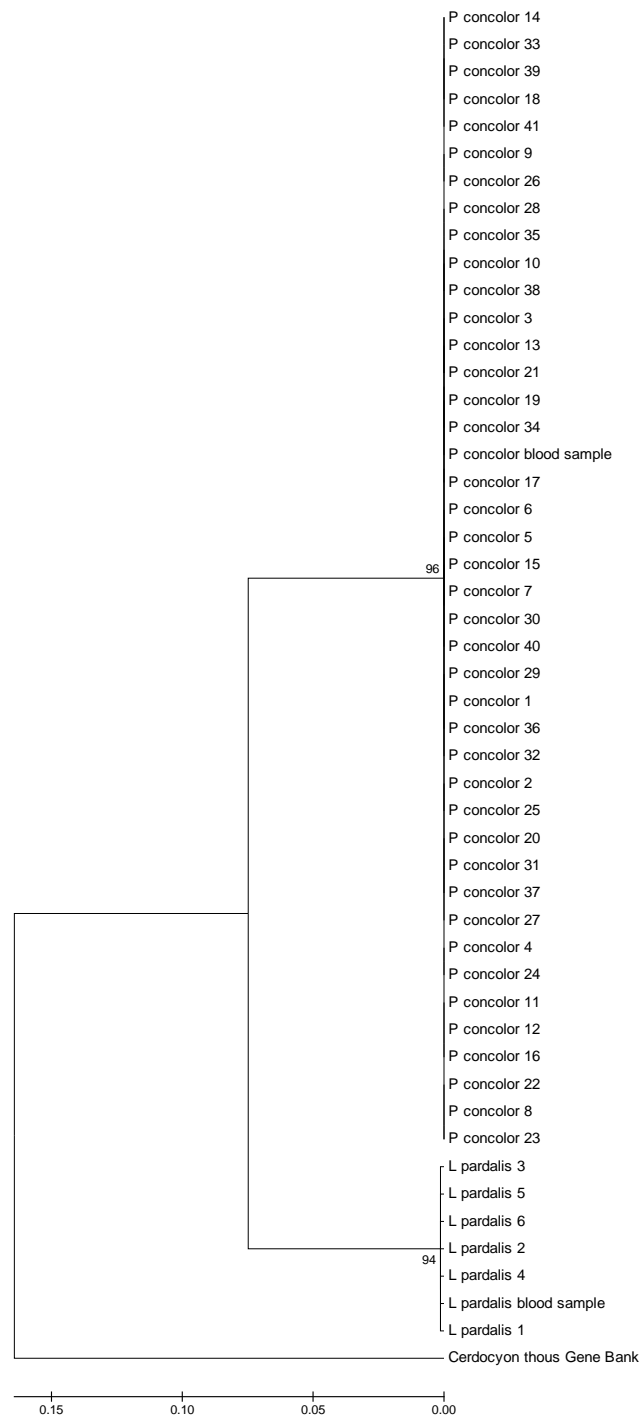 P concolor 14
P concolor 33
P concolor 39
P concolor 18
P concolor 41
P concolor 9
P concolor 26
P concolor 28
P concolor 35
P concolor 10
P concolor 38
P concolor 3
P concolor 13
P concolor 21
P concolor 19
P concolor 34
P concolor blood sample
P concolor 17
P concolor 6
P concolor 5
P concolor 15
96
P concolor 7
P concolor 30
P concolor 40
P concolor 29
P concolor 1
P concolor 36
P concolor 32
P concolor 2
P concolor 25
P concolor 20
P concolor 31
P concolor 37
P concolor 27
P concolor 4
P concolor 24
P concolor 11
P concolor 12
P concolor 16
P concolor 22
P concolor 8
P concolor 23
L pardalis 3
L pardalis 5
L pardalis 6
L pardalis 2
94
L pardalis 4
L pardalis blood sample
L pardalis 1
Cerdocyon thous Gene Bank
0.15 0.10 0.05 0.00